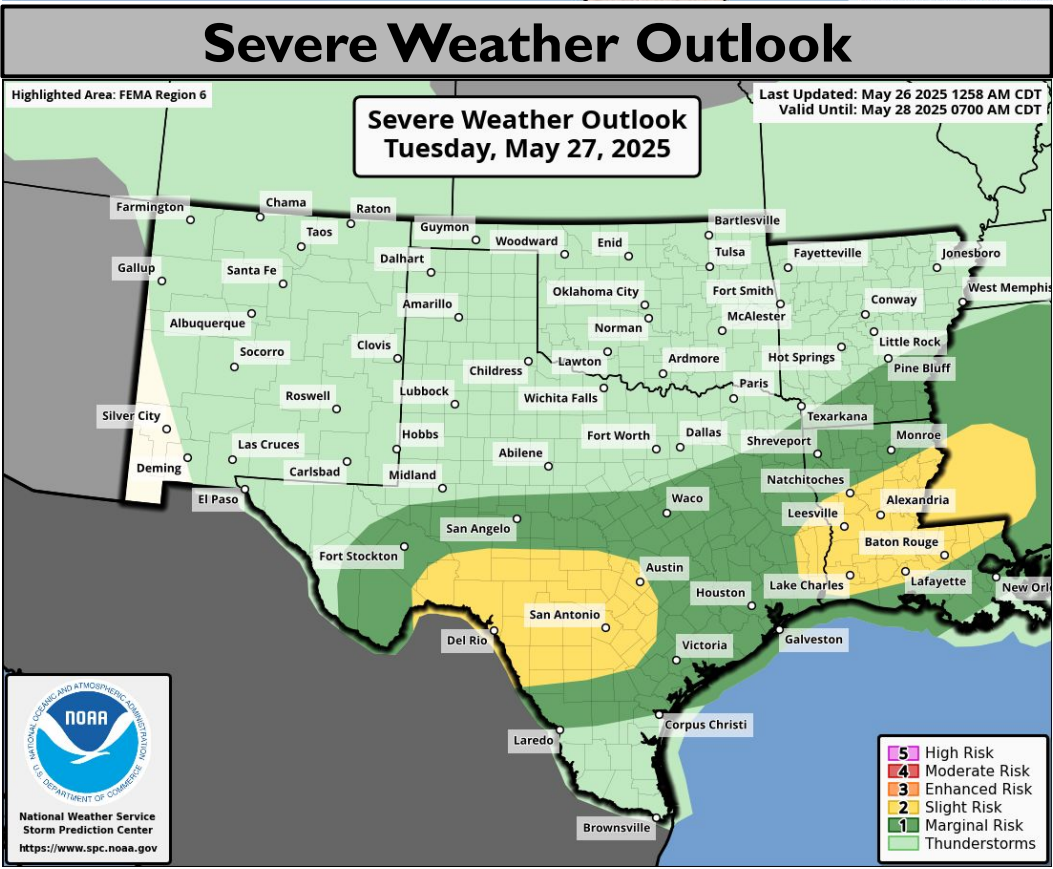 Severe Weather Outlook
Highlighted Area: FEMA Region 6
Last Updated: May 26 2025 1258 AM CDT
Valid Until: May 28 2025 0700 AM CDT
Severe Weather Outlook
Tuesday, May 27, 2025
Farmington
Chama
Raton
Taos
Guymon
Bartlesville
Woodward
Enid
Tulsa
Fayetteville
Jonesboro
Gallup
Santa Fe
Dalhart
West Memphis
Oklahoma City
Fort Smith
Conway
Albuquerque
Amarillo
Norman
McAlester
Little Rock
Socorro
Clovis
Childress
Lawton
Ardmore
Hot Springs
Pine Bluff
Roswell
Lubbock
Wichita Falls
Paris
Texarkana
Silver City
Las Cruces
Hobbs
Fort Worth
Dallas
Shreveport
Monroe
Deming
Carlsbad
Midland
Abilene
Natchitoches
El Paso
Waco
Leesville
Alexandria
San Angelo
Fort Stockton
Austin
Baton Rouge
Houston
Lake Charles
Lafayette
New Orl
San Antonio
Del Rio
Victoria
Galveston
Corpus Christi
Laredo
Brownsville
NATIONAL OCEANIC AND ATMOSPHERIC ADMINISTRATION
NOAA
U.S. DEPARTMENT OF COMMERCE
National Weather Service
Storm Prediction Center
https://www.spc.noaa.gov
5 High Risk
4 Moderate Risk
3 Enhanced Risk
2 Slight Risk
1 Marginal Risk
Thunderstorms